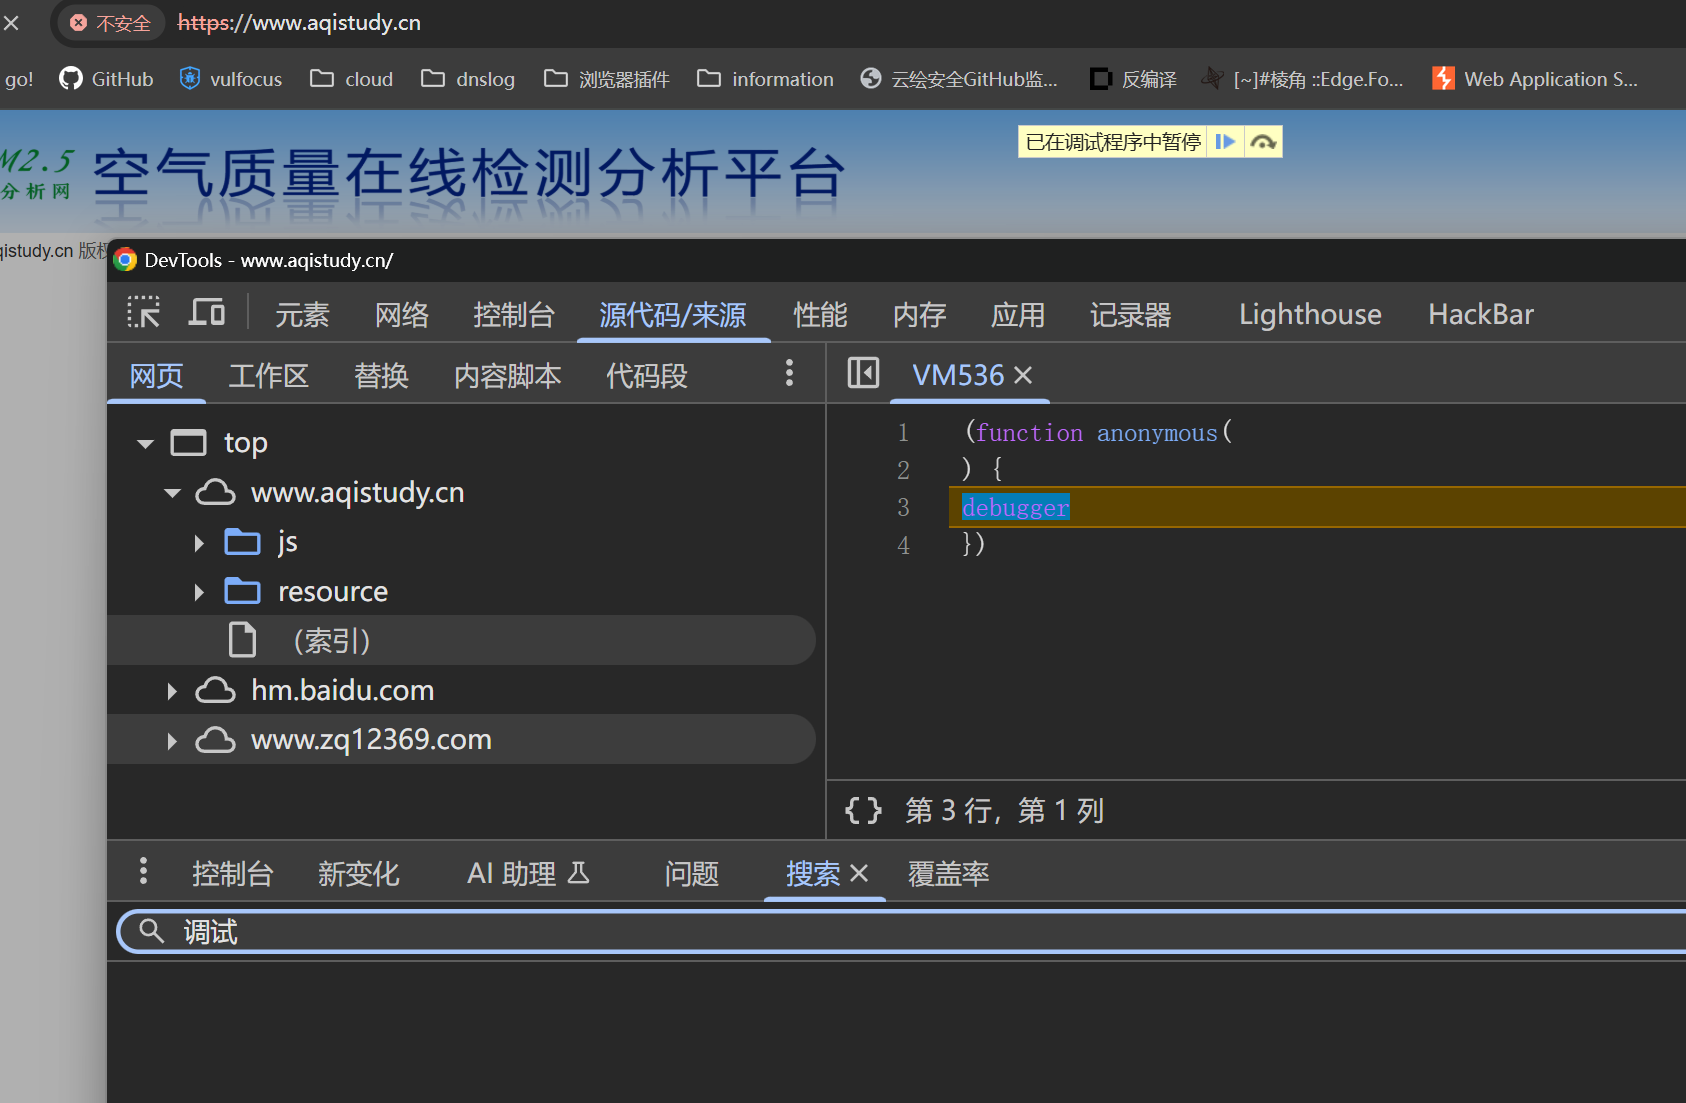 不安全 https://www.aqistudy.cn
go! GitHub vulfocus cloud dnslog 浏览器插件 information 云绘安全GitHub监... 反编译 [~]#棱角 ::Edge.Fo... Web Application S...
已在调试程序中暂停
M2.5
分析网
空气质量在线检测分析平台
qistudy.cn 版权
DevTools - www.aqistudy.cn/
元素 网络 控制台 源代码/来源 性能 内存 应用 记录器 Lighthouse HackBar
网页 工作区 替换 内容脚本 代码段
VM536
top
www.aqistudy.cn
js
resource
（索引）
hm.baidu.com
www.zq12369.com
1 (function anonymous(
2 ) {
3 debugger
4 })
{} 第 3 行，第 1 列
控制台 新变化 AI 助理 问题 搜索 覆盖率
调试